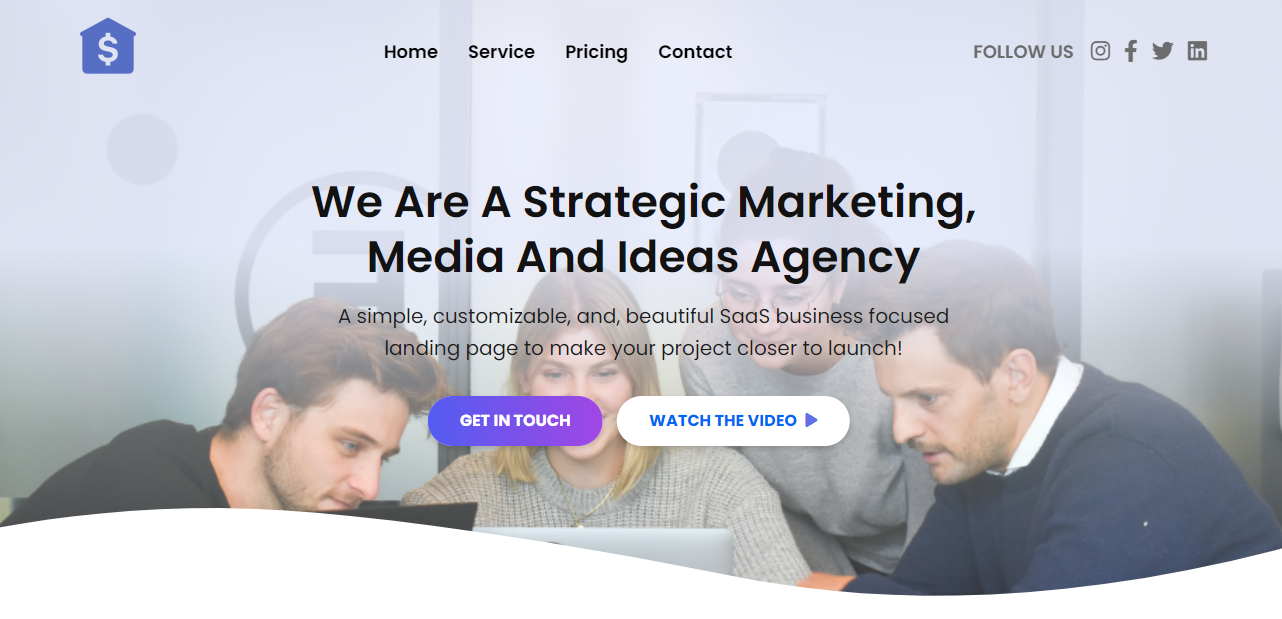 $
Home Service Pricing Contact FOLLOW US
We Are A Strategic Marketing,
Media And Ideas Agency
A simple, customizable, and, beautiful SaaS business focused
landing page to make your project closer to launch!
GET IN TOUCH WATCH THE VIDEO